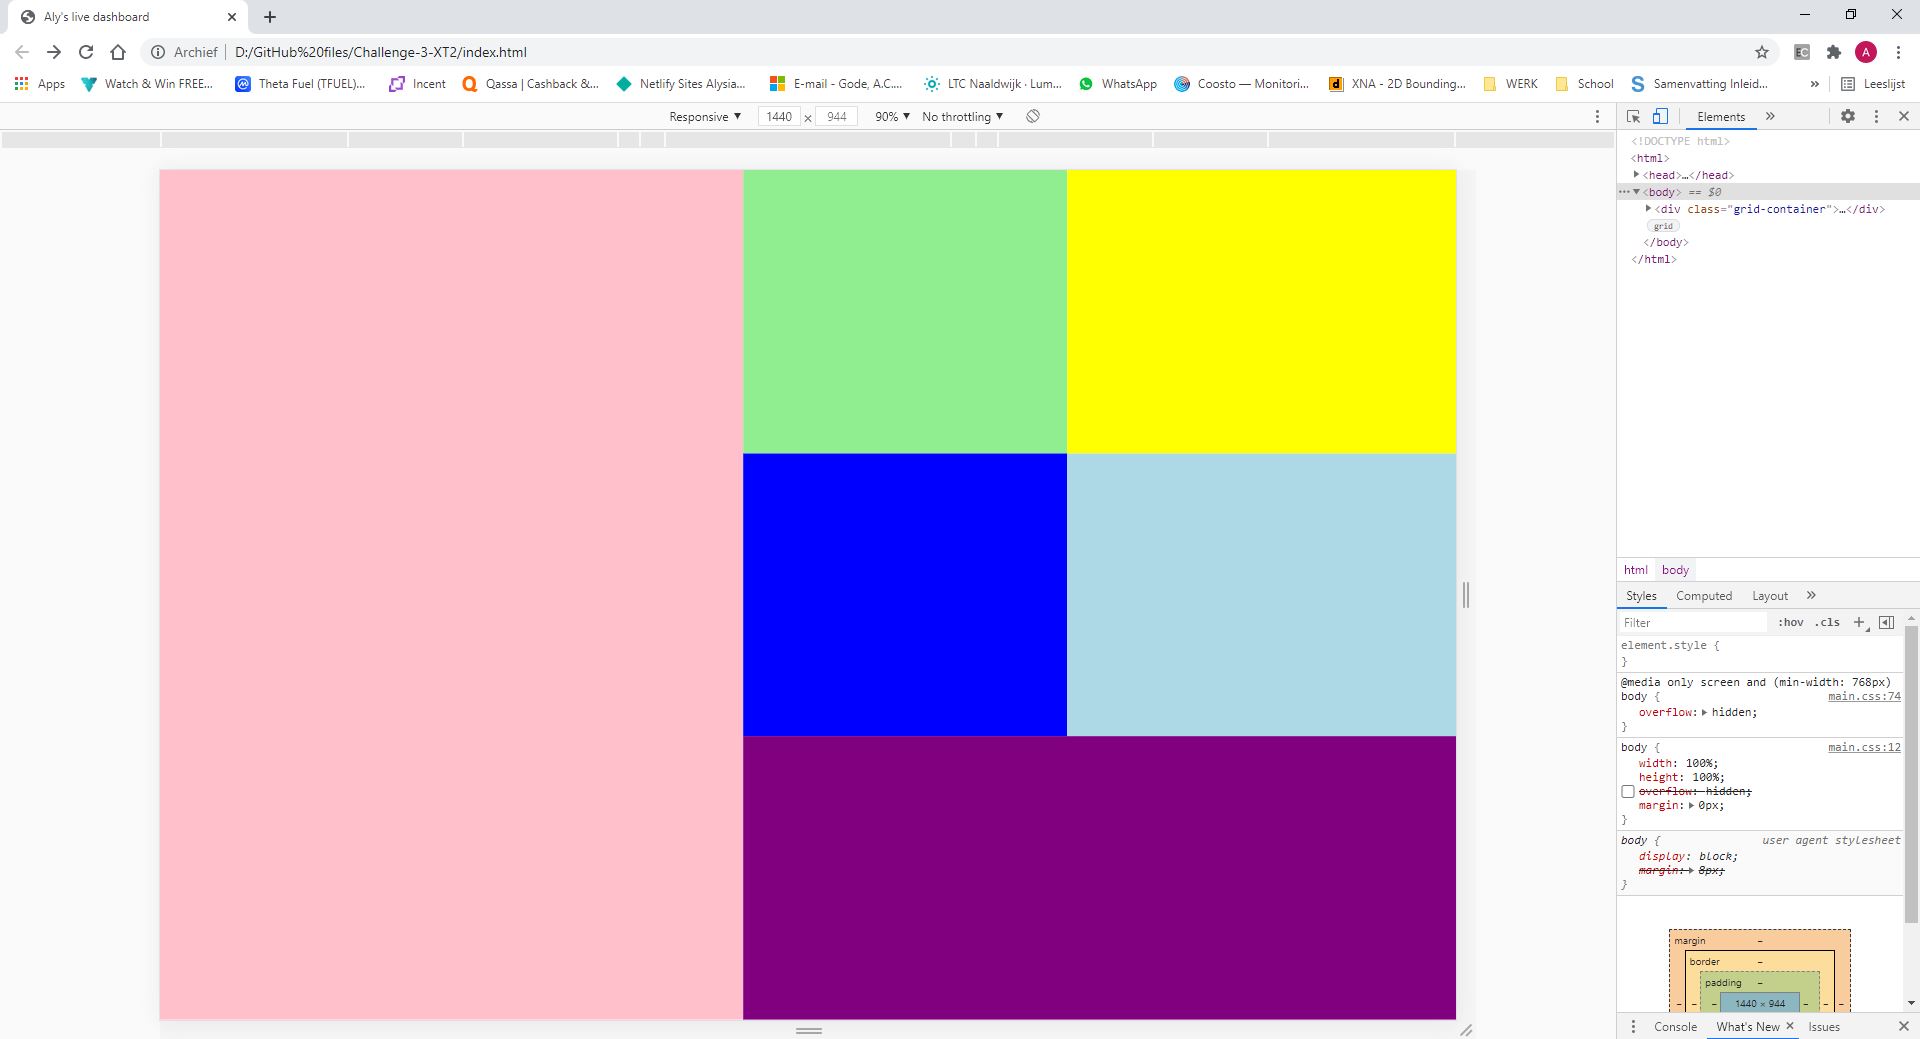 Aly's live dashboard
Archief D:/GitHub%20files/Challenge-3-XT2/index.html EC A
Apps Watch & Win FREE... Theta Fuel (TFUEL)... Incent Qassa | Cashback &... Netlify Sites Alysia... E-mail - Gode, A.C.... LTC Naaldwijk · Lum... WhatsApp Coosto — Monitori... XNA - 2D Bounding... WERK School Samenvatting Inleid... » Leeslijst
Responsive ▼ 1440 × 944 90% ▼ No throttling ▼
Elements »
<!DOCTYPE html>
<html>
<head>…</head>
<body> == $0
<div class="grid-container">…</div>
grid
</body>
</html>
html body
Styles Computed Layout »
Filter :hov .cls +
element.style {
}
@media only screen and (min-width: 768px)
body { main.css:74
overflow: hidden;
}
body { main.css:12
width: 100%;
height: 100%;
overflow: hidden;
margin: 0px;
}
body { user agent stylesheet
display: block;
margin: 8px;
}
margin –
border –
padding –
– – – 1440 × 944 – – –
Console What's New × Issues